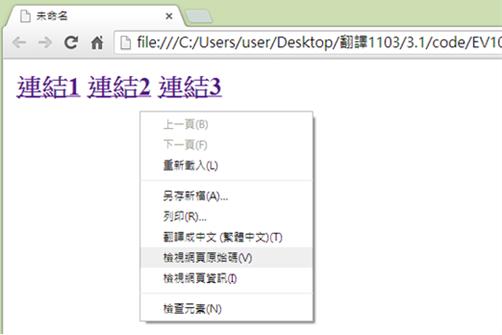 未命名
file:///C:/Users/user/Desktop/翻譯1103/3.1/code/EV10
連結1 連結2 連結3
上一頁(B)
下一頁(F)
重新載入(L)
另存新檔(A)...
列印(R)...
翻譯成中文 (繁體中文)(T)
檢視網頁原始碼(V)
檢視網頁資訊(I)
檢查元素(N)